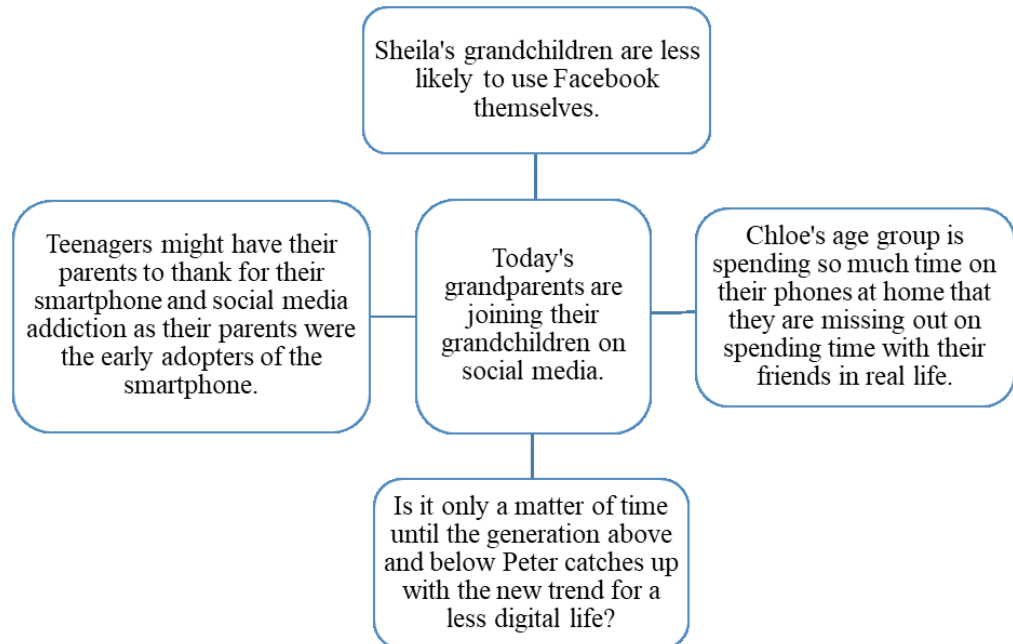 Sheila's grandchildren are less
likely to use Facebook
themselves.
Teenagers might have their
parents to thank for their
smartphone and social media
addiction as their parents were
the early adopters of the
smartphone.
Today's
grandparents are
joining their
grandchildren on
social media.
Chloe's age group is
spending so much time on
their phones at home that
they are missing out on
spending time with their
friends in real life.
Is it only a matter of time
until the generation above
and below Peter catches up
with the new trend for a
less digital life?